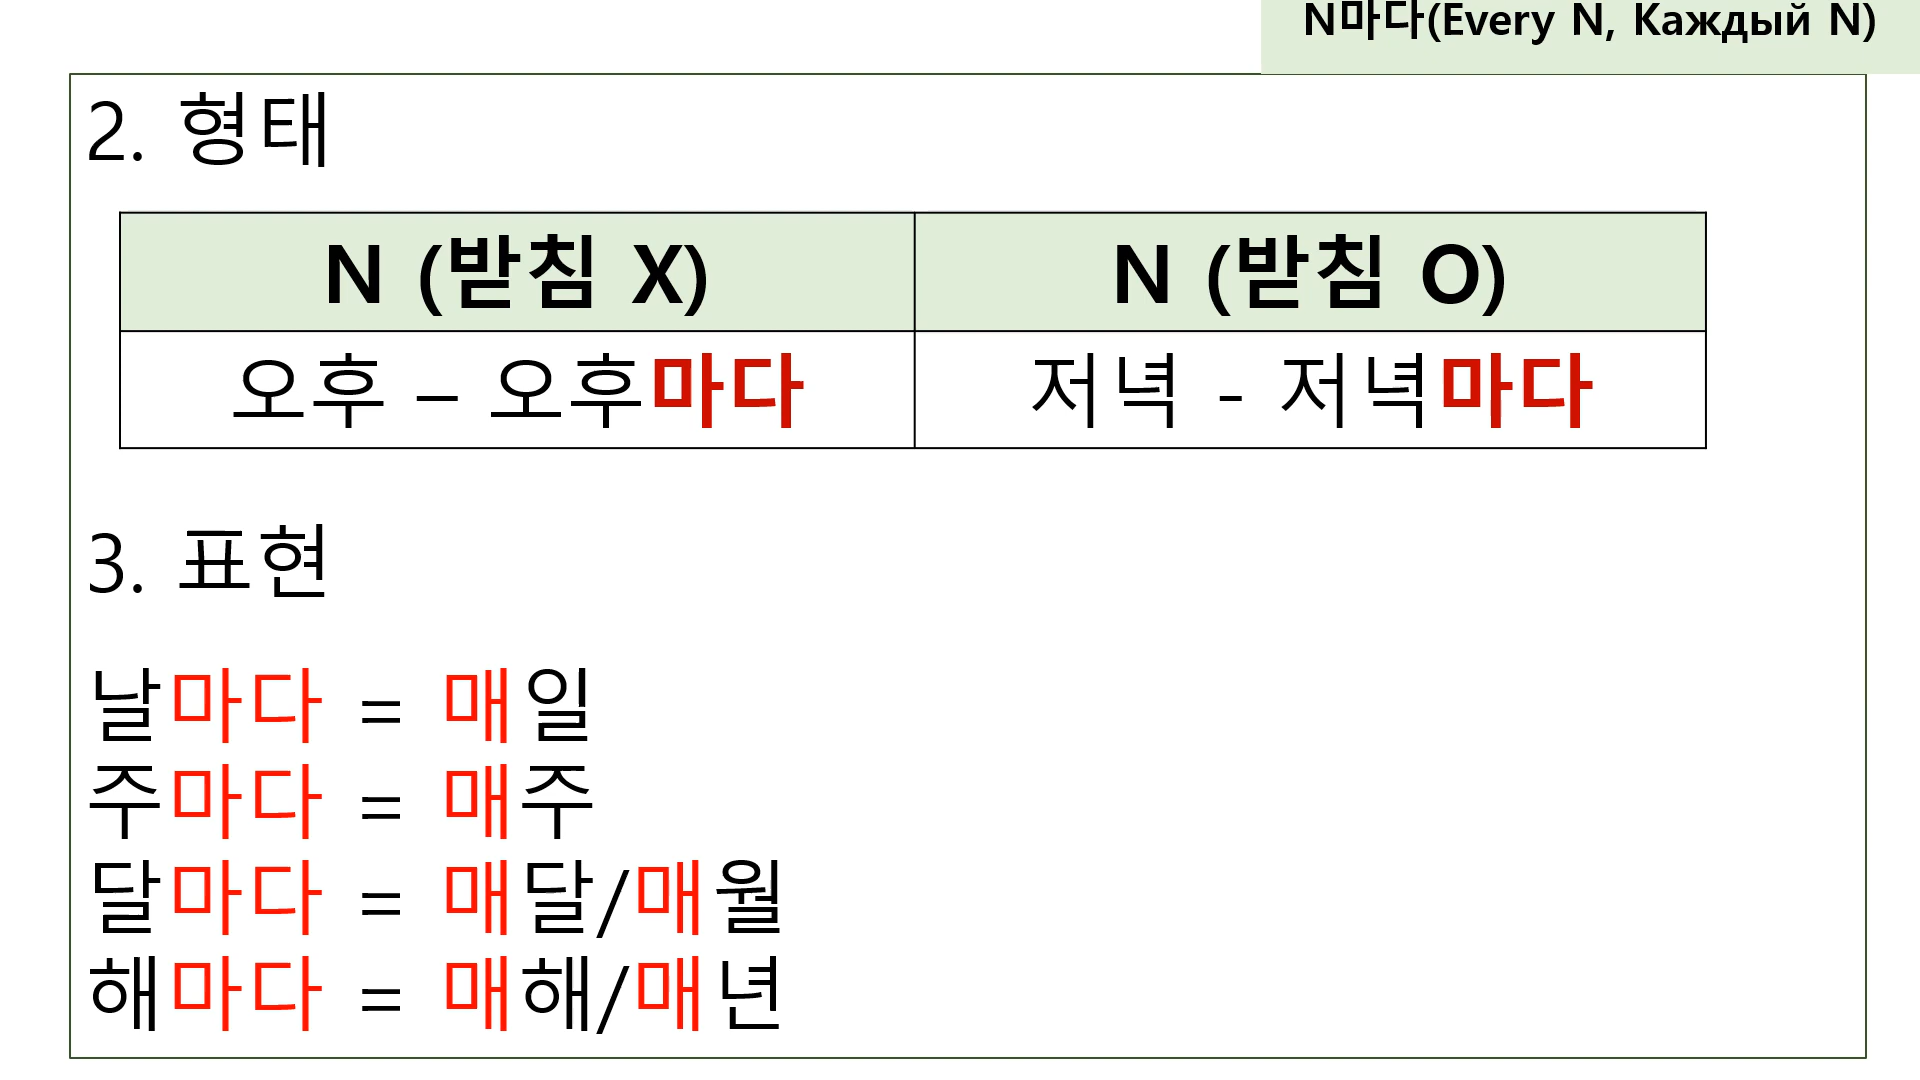 N마다(Every N, Каждый N)
2. 형태
N (받침 X) N (받침 O)
오후 – 오후마다 저녁 - 저녁마다
3. 표현
날마다 = 매일
주마다 = 매주
달마다 = 매달/매월
해마다 = 매해/매년